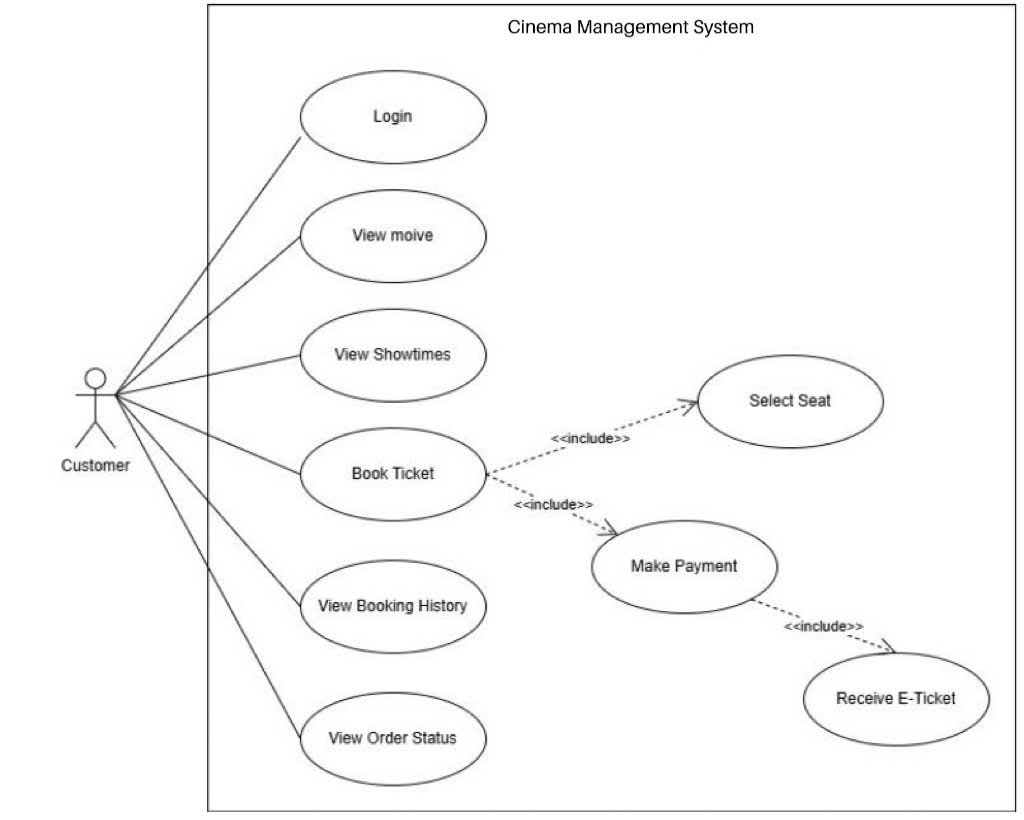 Cinema Management System
Login
View moive
View Showtimes
Select Seat
<<include>>
Customer
Book Ticket
<<include>>
Make Payment
View Booking History
<<include>>
Receive E-Ticket
View Order Status